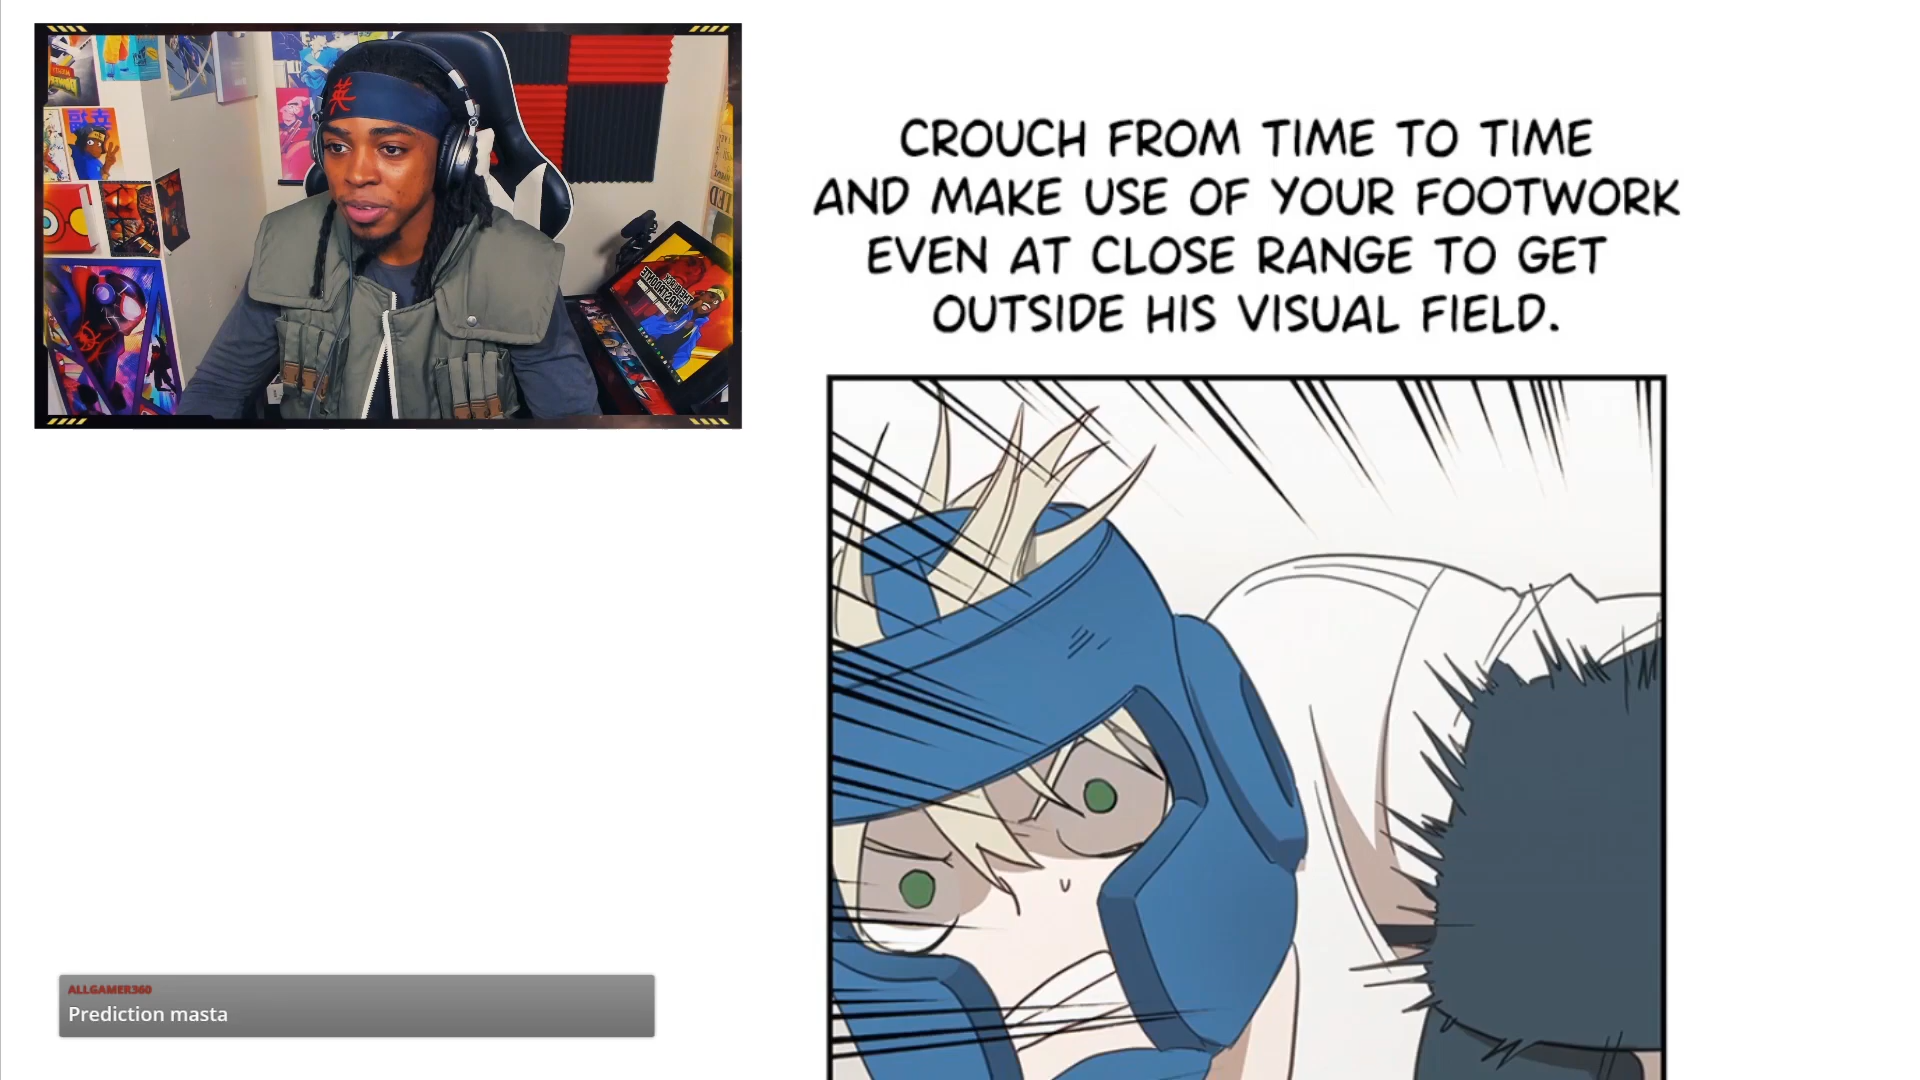 英
CROUCH FROM TIME TO TIME
AND MAKE USE OF YOUR FOOTWORK
EVEN AT CLOSE RANGE TO GET
OUTSIDE HIS VISUAL FIELD.
ALLGAMER360
Prediction masta